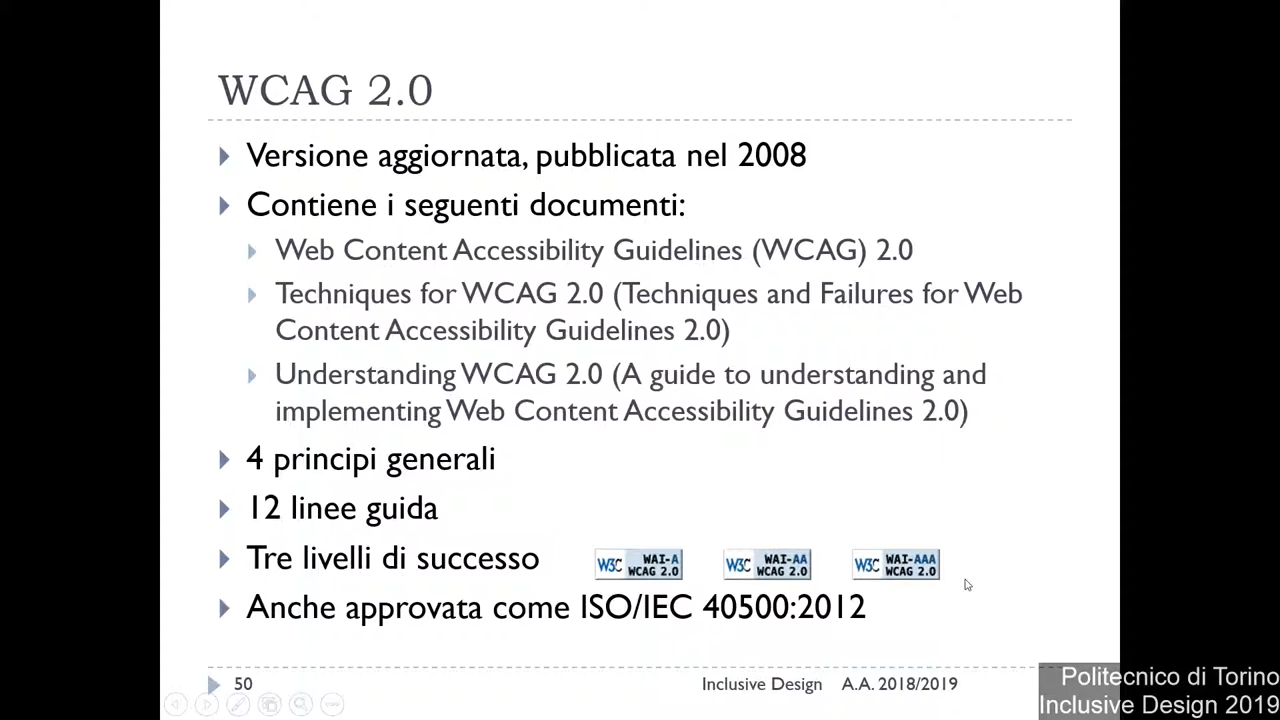 WCAG 2.0
Versione aggiornata, pubblicata nel 2008
Contiene i seguenti documenti:
Web Content Accessibility Guidelines (WCAG) 2.0
Techniques for WCAG 2.0 (Techniques and Failures for Web
Content Accessibility Guidelines 2.0)
Understanding WCAG 2.0 (A guide to understanding and
implementing Web Content Accessibility Guidelines 2.0)
4 principi generali
12 linee guida
Tre livelli di successo
W3C WAI-A WCAG 2.0
W3C WAI-AA WCAG 2.0
W3C WAI-AAA WCAG 2.0
Anche approvata come ISO/IEC 40500:2012
50 Inclusive Design A.A. 2018/2019
Politecnico di Torino
Inclusive Design 2019